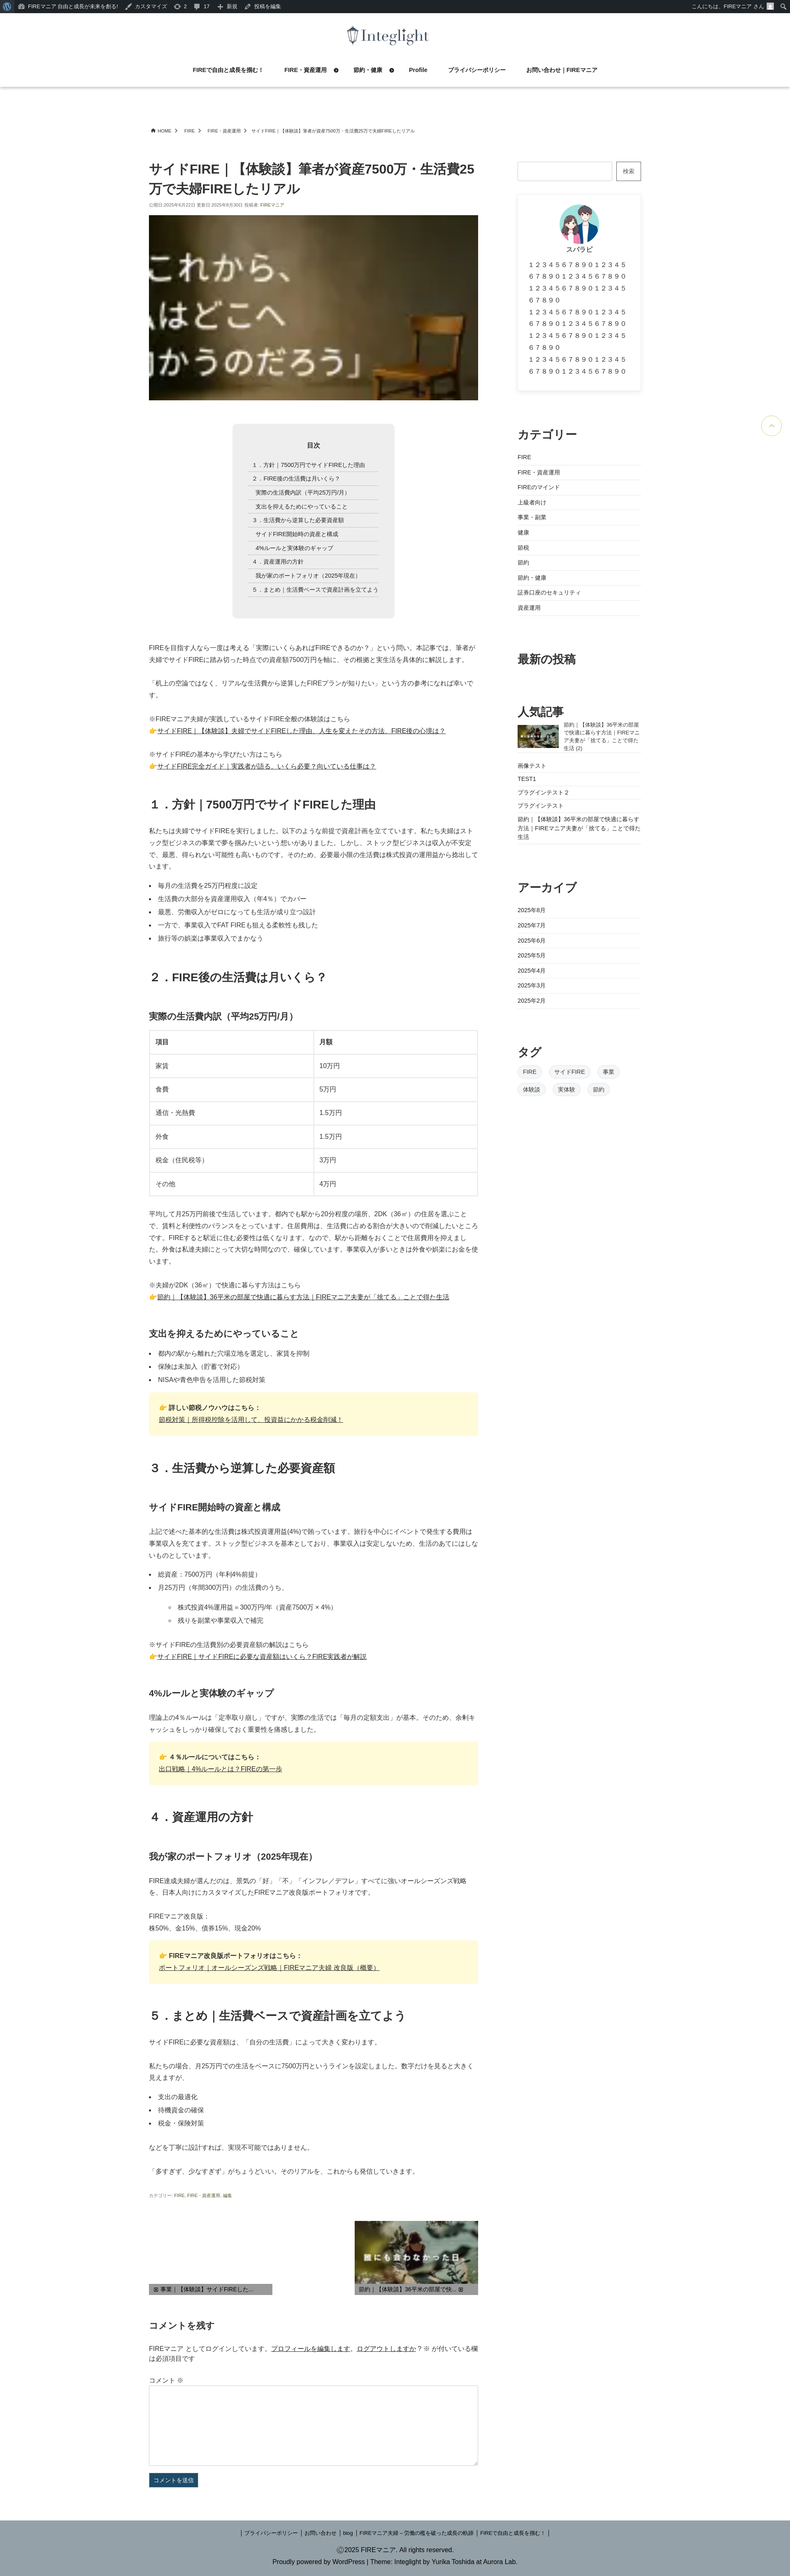 FIREマニア 自由と成長が未来を創る!
カスタマイズ
2
17
新規
投稿を編集
こんにちは、FIREマニア さん
Integlight
FIREで自由と成長を掴む！
FIRE・資産運用
節約・健康
Profile
プライバシーポリシー
お問い合わせ｜FIREマニア
HOME
FIRE
FIRE・資産運用
サイドFIRE｜【体験談】筆者が資産7500万・生活費25万で夫婦FIREしたリアル
サイドFIRE｜【体験談】筆者が資産7500万・生活費25
万で夫婦FIREしたリアル
公開日:2025年6月22日 更新日:2025年8月30日 投稿者: FIREマニア
これから、
私はどこへ
向かうのだろう」
目次
１．方針｜7500万円でサイドFIREした理由
２．FIRE後の生活費は月いくら？
実際の生活費内訳（平均25万円/月）
支出を抑えるためにやっていること
３．生活費から逆算した必要資産額
サイドFIRE開始時の資産と構成
4%ルールと実体験のギャップ
４．資産運用の方針
我が家のポートフォリオ（2025年現在）
５．まとめ｜生活費ベースで資産計画を立てよう
FIREを目指す人なら一度は考える「実際にいくらあればFIREできるのか？」という問い。本記事では、筆者が
夫婦でサイドFIREに踏み切った時点での資産額7500万円を軸に、その根拠と実生活を具体的に解説します。
「机上の空論ではなく、リアルな生活費から逆算したFIREプランが知りたい」という方の参考になれば幸いで
す。
※FIREマニア夫婦が実践しているサイドFIRE全般の体験談はこちら
👉サイドFIRE｜【体験談】夫婦でサイドFIREした理由、人生を変えたその方法、FIRE後の心境は？
※サイドFIREの基本から学びたい方はこちら
👉サイドFIRE完全ガイド｜実践者が語る、いくら必要？向いている仕事は？
１．方針｜7500万円でサイドFIREした理由
私たちは夫婦でサイドFIREを実行しました。以下のような前提で資産計画を立てています。私たち夫婦はスト
ック型ビジネスの事業で夢を掴みたいという想いがありました。しかし、ストック型ビジネスは収入が不安定
で、最悪、得られない可能性も高いものです。そのため、必要最小限の生活費は株式投資の運用益から捻出して
います。
• 毎月の生活費を25万円程度に設定
• 生活費の大部分を資産運用収入（年4％）でカバー
• 最悪、労働収入がゼロになっても生活が成り立つ設計
• 一方で、事業収入でFAT FIREも狙える柔軟性も残した
• 旅行等の娯楽は事業収入でまかなう
２．FIRE後の生活費は月いくら？
実際の生活費内訳（平均25万円/月）
項目 月額
家賃 10万円
食費 5万円
通信・光熱費 1.5万円
外食 1.5万円
税金（住民税等） 3万円
その他 4万円
平均して月25万円前後で生活しています。都内でも駅から20分程度の場所、2DK（36㎡）の住居を選ぶこと
で、賃料と利便性のバランスをとっています。住居費用は、生活費に占める割合が大きいので削減したいところ
です。FIREすると駅近に住む必要性は低くなります。なので、駅から距離をおくことで住居費用を抑えまし
た。外食は私達夫婦にとって大切な時間なので、確保しています。事業収入が多いときは外食や娯楽にお金を使
います。
※夫婦が2DK（36㎡）で快適に暮らす方法はこちら
👉節約｜【体験談】36平米の部屋で快適に暮らす方法｜FIREマニア夫妻が「捨てる」ことで得た生活
支出を抑えるためにやっていること
• 都内の駅から離れた穴場立地を選定し、家賃を抑制
• 保険は未加入（貯蓄で対応）
• NISAや青色申告を活用した節税対策
👉 詳しい節税ノウハウはこちら：
節税対策｜所得税控除を活用して、投資益にかかる税金削減！
３．生活費から逆算した必要資産額
サイドFIRE開始時の資産と構成
上記で述べた基本的な生活費は株式投資運用益(4%)で賄っています。旅行を中心にイベントで発生する費用は
事業収入を充てます。ストック型ビジネスを基本としており、事業収入は安定しないため、生活のあてにはしな
いものとしています。
• 総資産：7500万円（年利4%前提）
• 月25万円（年間300万円）の生活費のうち、
◦ 株式投資4%運用益＝300万円/年（資産7500万 × 4%）
◦ 残りを副業や事業収入で補完
※サイドFIREの生活費別の必要資産額の解説はこちら
👉サイドFIRE｜サイドFIREに必要な資産額はいくら？FIRE実践者が解説
4%ルールと実体験のギャップ
理論上の4％ルールは「定率取り崩し」ですが、実際の生活では「毎月の定額支出」が基本。そのため、余剰キ
ャッシュをしっかり確保しておく重要性を痛感しました。
👉 ４％ルールについてはこちら：
出口戦略｜4%ルールとは？FIREの第一歩
４．資産運用の方針
我が家のポートフォリオ（2025年現在）
FIRE達成夫婦が選んだのは、景気の「好」「不」「インフレ／デフレ」すべてに強いオールシーズンズ戦略
を、日本人向けにカスタマイズしたFIREマニア改良版ポートフォリオです。
FIREマニア改良版：
株50%、金15%、債券15%、現金20%
👉 FIREマニア改良版ポートフォリオはこちら：
ポートフォリオ｜オールシーズンズ戦略｜FIREマニア夫婦 改良版（概要）
５．まとめ｜生活費ベースで資産計画を立てよう
サイドFIREに必要な資産額は、「自分の生活費」によって大きく変わります。
私たちの場合、月25万円での生活をベースに7500万円というラインを設定しました。数字だけを見ると大きく
見えますが、
• 支出の最適化
• 待機資金の確保
• 税金・保険対策
などを丁寧に設計すれば、実現不可能ではありません。
「多すぎず、少なすぎず」がちょうどいい。そのリアルを、これからも発信していきます。
カテゴリー: FIRE, FIRE・資産運用, 編集
事業｜【体験談】サイドFIREした...
誰にも会わなかった日。
節約｜【体験談】36平米の部屋で快...
コメントを残す
FIREマニア としてログインしています。プロフィールを編集します。ログアウトしますか？ ※ が付いている欄
は必須項目です
コメント ※
コメントを送信
検索
スバラピ
１２３４５６７８９０１２３４５
６７８９０１２３４５６７８９０
１２３４５６７８９０１２３４５
６７８９０
１２３４５６７８９０１２３４５
６７８９０１２３４５６７８９０
１２３４５６７８９０１２３４５
６７８９０
１２３４５６７８９０１２３４５
６７８９０１２３４５６７８９０
カテゴリー
FIRE
FIRE・資産運用
FIREのマインド
上級者向け
事業・副業
健康
節税
節約
節約・健康
証券口座のセキュリティ
資産運用
最新の投稿
人気記事
節約｜【体験談】36平米の部屋
で快適に暮らす方法｜FIREマニ
ア夫妻が「捨てる」ことで得た
生活 (2)
画像テスト
TEST1
プラグインテスト２
プラグインテスト
節約｜【体験談】36平米の部屋で快適に暮らす
方法｜FIREマニア夫妻が「捨てる」ことで得た
生活
アーカイブ
2025年8月
2025年7月
2025年6月
2025年5月
2025年4月
2025年3月
2025年2月
タグ
FIRE
サイドFIRE
事業
体験談
実体験
節約
プライバシーポリシー
お問い合わせ
blog
FIREマニア夫婦 – 労働の檻を破った成長の軌跡
FIREで自由と成長を掴む！
Ⓒ2025 FIREマニア. All rights reserved.
Proudly powered by WordPress | Theme: Integlight by Yurika Toshida at Aurora Lab.